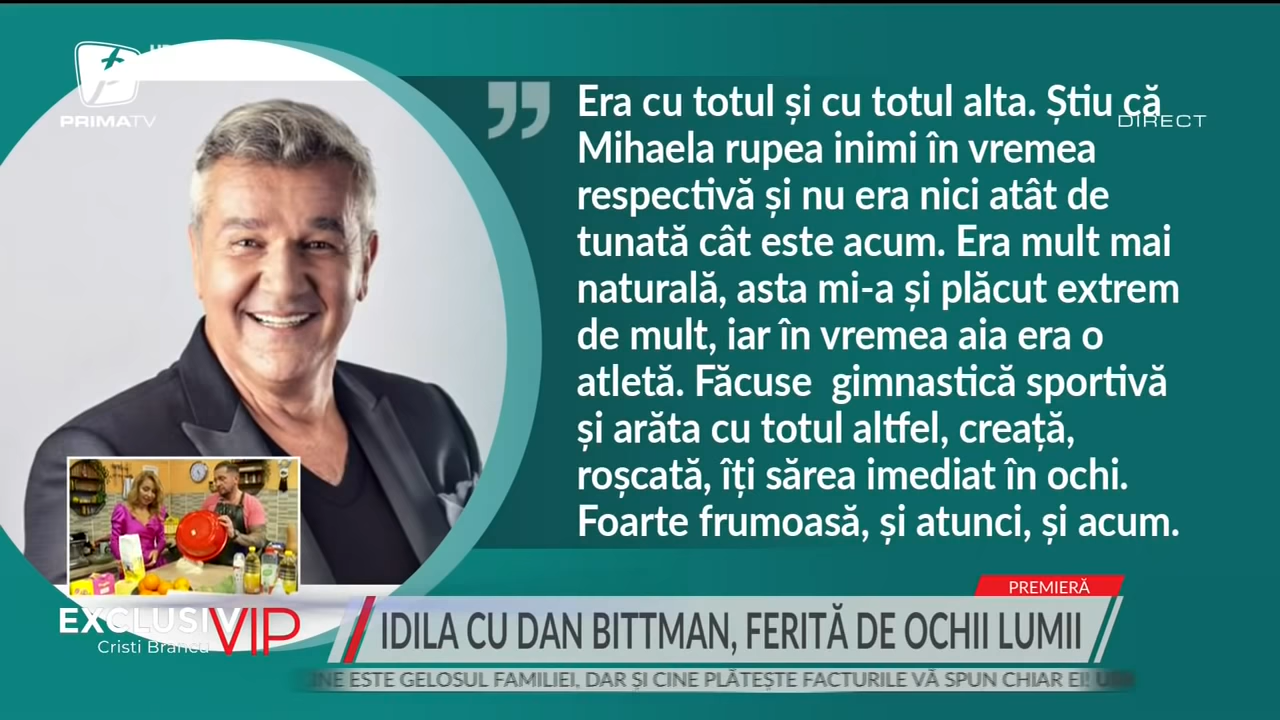 PRIMATV
DIRECT
Era cu totul și cu totul alta. Știu că
Mihaela rupea inimi în vremea
respectivă și nu era nici atât de
tunată cât este acum. Era mult mai
naturală, asta mi-a și plăcut extrem
de mult, iar în vremea aia era o
atletă. Făcuse  gimnastică sportivă
și arăta cu totul altfel, creață,
roșcată, îți sărea imediat în ochi.
Foarte frumoasă, și atunci, și acum.
PREMIERĂ
EXCLUSIV VIP
Cristi Brancu
IDILA CU DAN BITTMAN, FERITĂ DE OCHII LUMII
ESTE GELOSUL FAMILIEI, DAR ȘI CINE PLĂTEȘTE FACTURILE VĂ SPUN CHIAR EI!